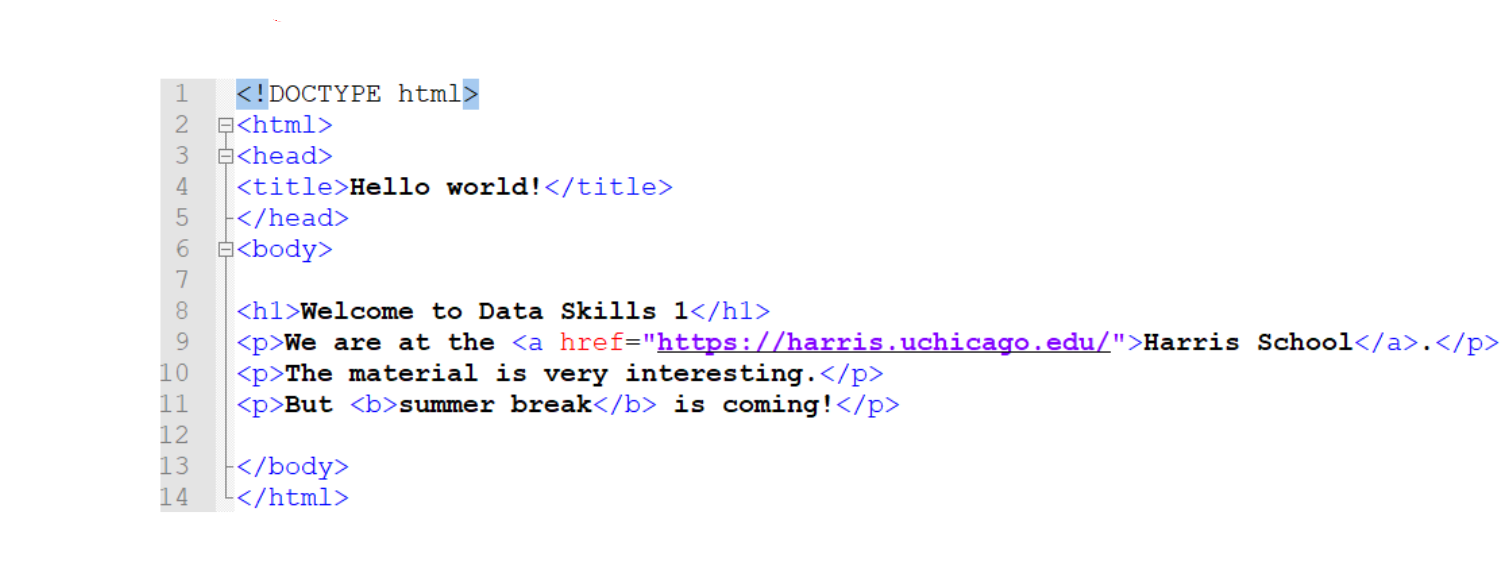 1 <!DOCTYPE html>
2 <html>
3 <head>
4 <title>Hello world!</title>
5 </head>
6 <body>
7
8 <h1>Welcome to Data Skills 1</h1>
9 <p>We are at the <a href="https://harris.uchicago.edu/">Harris School</a>.</p>
10 <p>The material is very interesting.</p>
11 <p>But <b>summer break</b> is coming!</p>
12
13 </body>
14 </html>